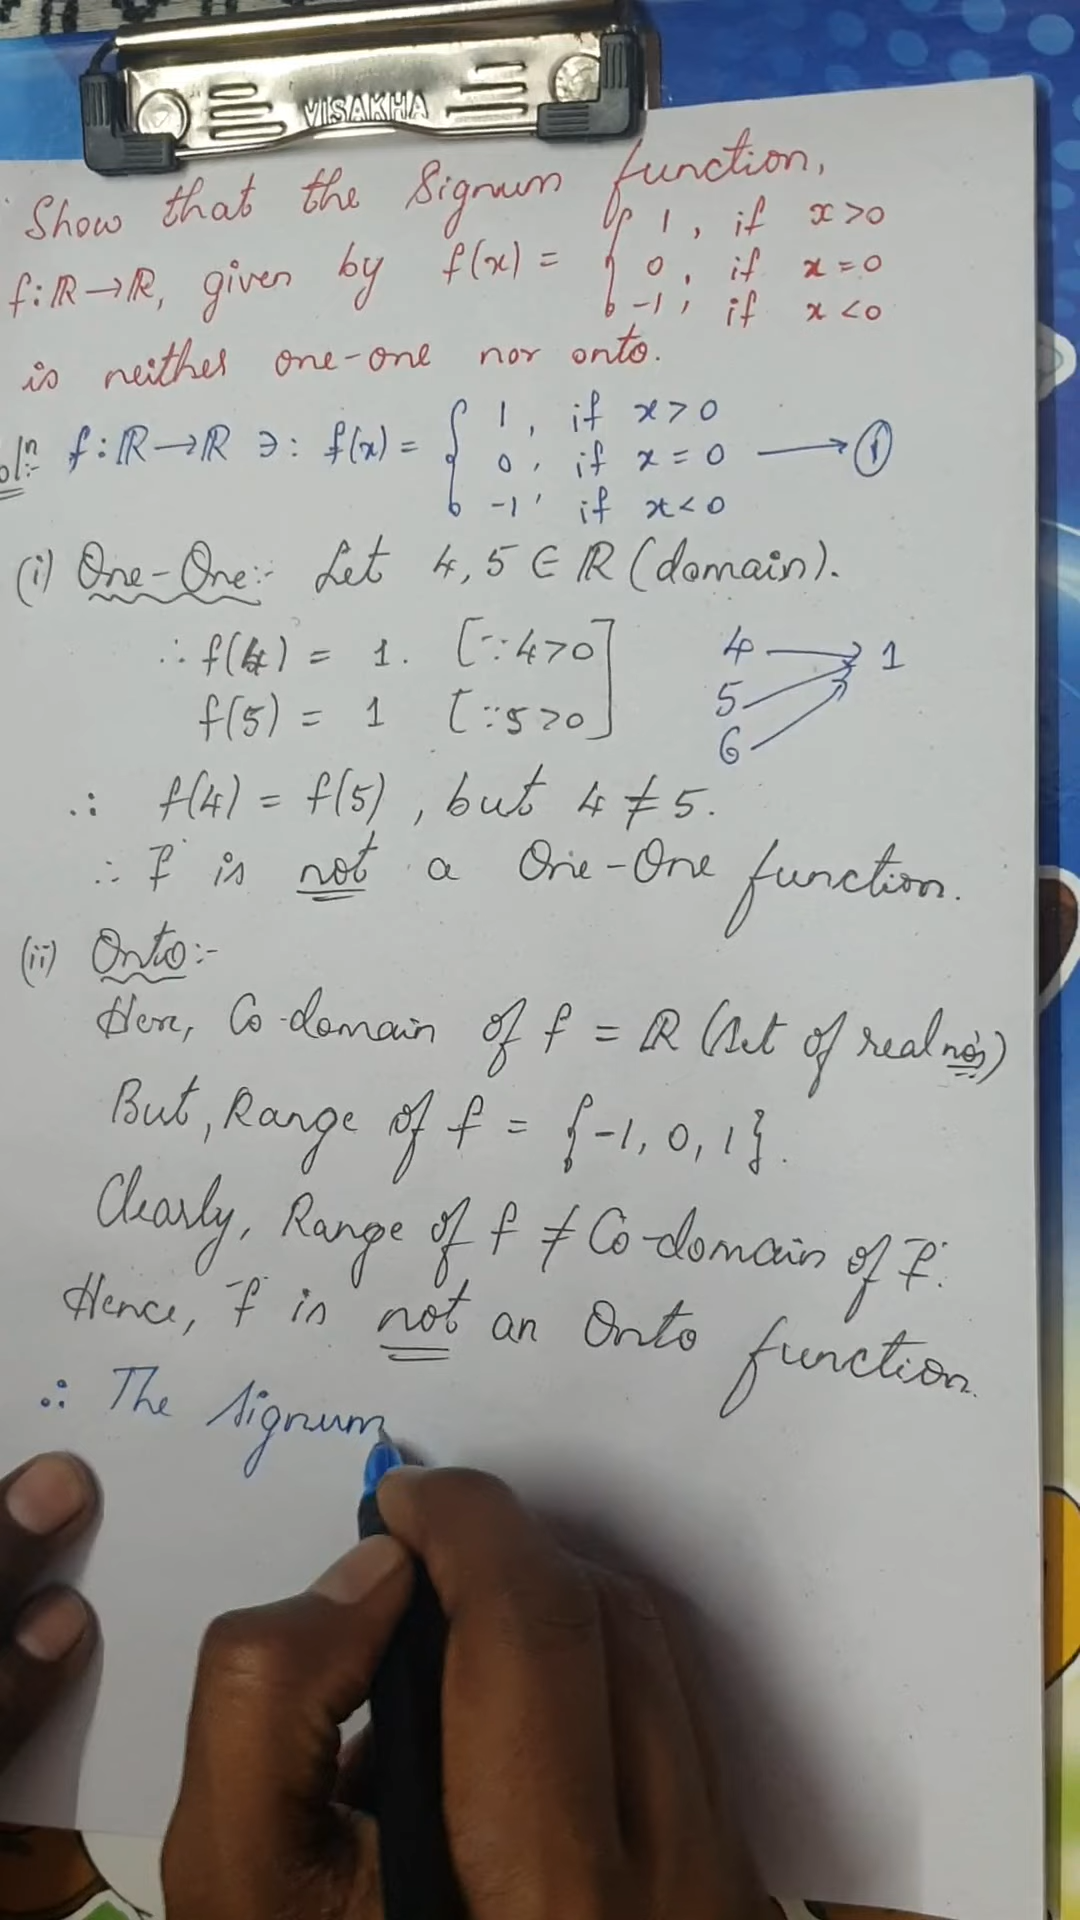 VISAKHA
Show that the Signum function,
f:ℝ→ℝ, given by f(x) = { 1, if x>0
0, if x=0
-1, if x<0
is neither one-one nor onto.
Soln:- f:ℝ→ℝ ∋: f(x) = { 1, if x>0
0, if x=0 ⟶ ①
-1, if x<0
(i) One-One:- Let 4,5 ∈ ℝ (domain).
∴ f(4) = 1. [∵4>0]
f(5) = 1 [∵5>0]
4 → 1
5
6
∴ f(4) = f(5), but 4 ≠ 5.
∴ 'f' is not a One-One function.
(ii) Onto:-
Here, Co-domain of f = ℝ (Set of real nos)
But, Range of f = {-1, 0, 1}.
Clearly, Range of f ≠ Co-domain of 'f'.
Hence, 'f' is not an Onto function.
∴ The Signum